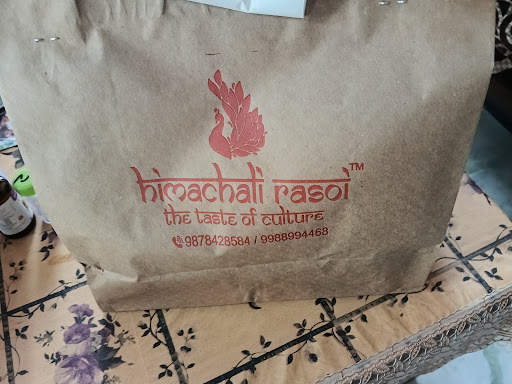 himachali rasoi™
the taste of culture
9878428584 / 9988994468